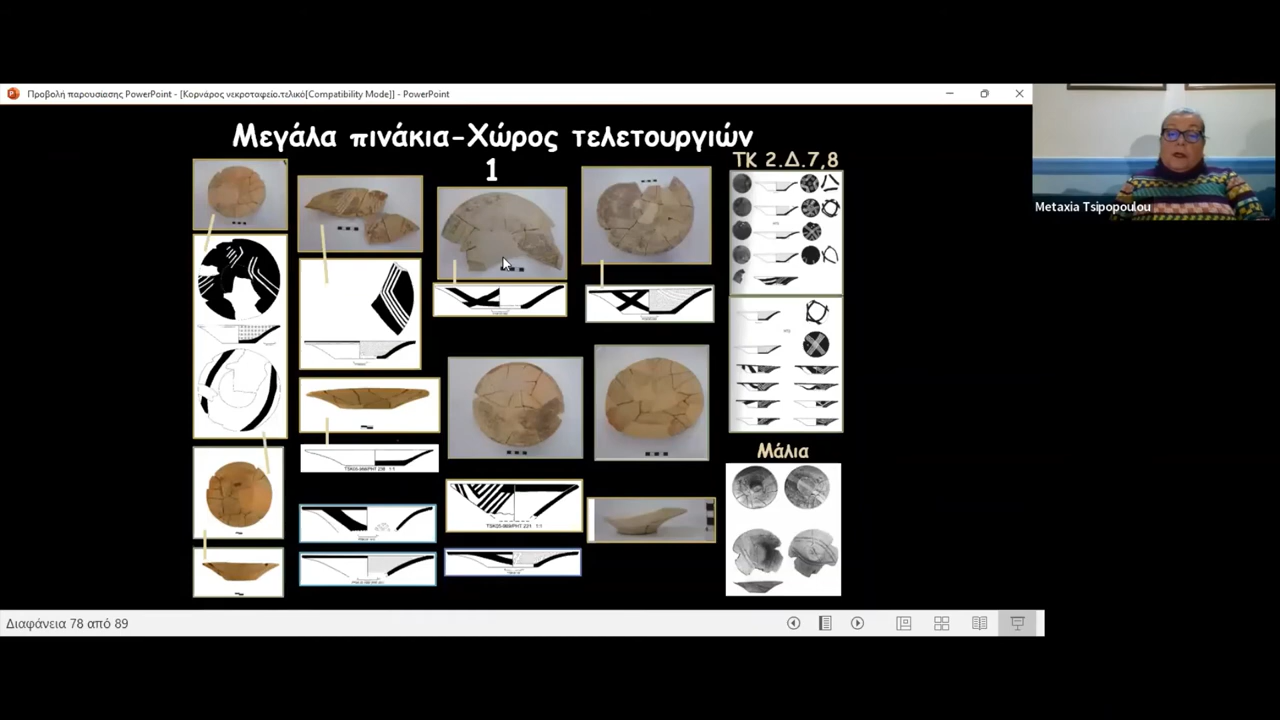 Προβολή παρουσίασης PowerPoint - [Κορνάρος νεκροταφείο.τελικό[Compatibility Mode]] - PowerPoint
Μεγάλα πινάκια-Χώρος τελετουργιών
1
ΤΚ 2.Δ.7,8
Metaxia Tsipopoulou
Μάλια
Διαφάνεια 78 από 89